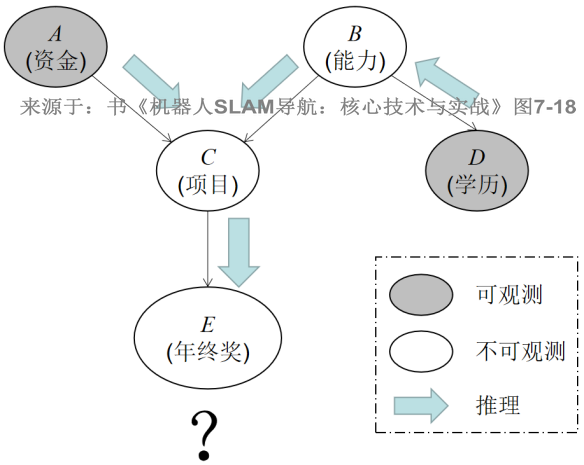 A
(资金)
B
(能力)
来源于：书《机器人SLAM导航：核心技术与实战》图7-18
C
(项目)
D
(学历)
E
(年终奖)
?
可观测
不可观测
推理